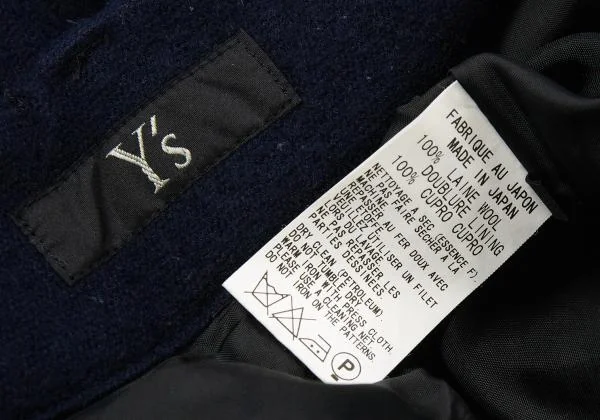 Y's
FABRIQUE AU JAPON
MADE IN JAPAN
100% LAINE WOOL
DOUBLURE LINING
100% CUPRO CUPRO
NETTOYAGE A SEC (ESSENCE F)
NE PAS FAIRE SECHER A LA
MACHINE.
REPASSER AU FER DOUX AVEC
UNE ETOFFE.
VEUILLEZ UTILISER UN FILET
LORS DU LAVAGE.
NE PAS REPASSER LES
PARTIES DESSINEES.
DRY CLEAN (PETROLEUM)
DO NOT TUMBLE DRY
WARM IRON WITH PRESS CLOTH
PLEASE USE CLEANING NET
DO NOT IRON ON THE PATTERNS.
P